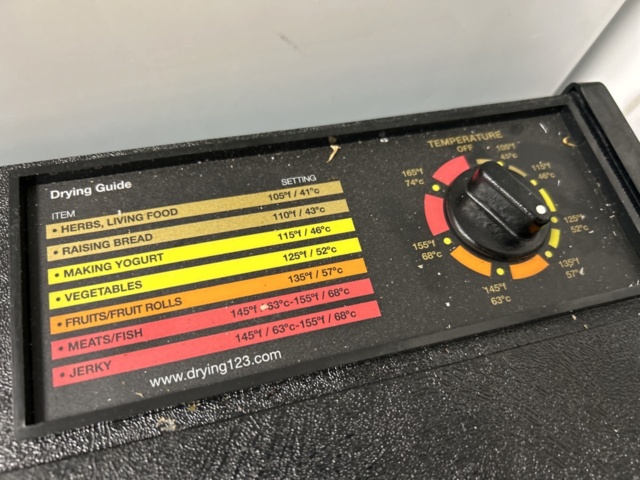 Drying Guide
ITEM SETTING
• HERBS, LIVING FOOD 105°f / 41°c
• RAISING BREAD 110°f / 43°c
• MAKING YOGURT 115°f / 46°c
• VEGETABLES 125°f / 52°c
• FRUITS/FRUIT ROLLS 135°f / 57°c
• MEATS/FISH 145°f / 63°c-155°f / 68°c
• JERKY 145°f / 63°c-155°f / 68°c
www.drying123.com
TEMPERATURE
OFF
105°f
115°f
46°c
125°f
52°c
135°f
57°
145°f
63°c
155°f
68°c
165°f
74°c